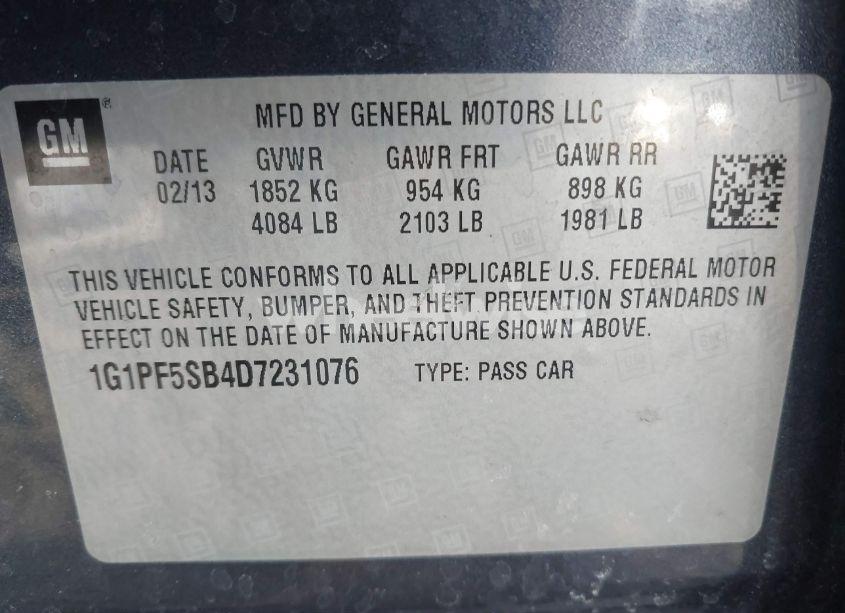 GM
MFD BY GENERAL MOTORS LLC
DATE GVWR GAWR FRT GAWR RR
02/13 1852 KG 954 KG 898 KG
4084 LB 2103 LB 1981 LB
THIS VEHICLE CONFORMS TO ALL APPLICABLE U.S. FEDERAL MOTOR
VEHICLE SAFETY, BUMPER, AND THEFT PREVENTION STANDARDS IN
EFFECT ON THE DATE OF MANUFACTURE SHOWN ABOVE.
1G1PF5SB4D7231076 TYPE: PASS CAR